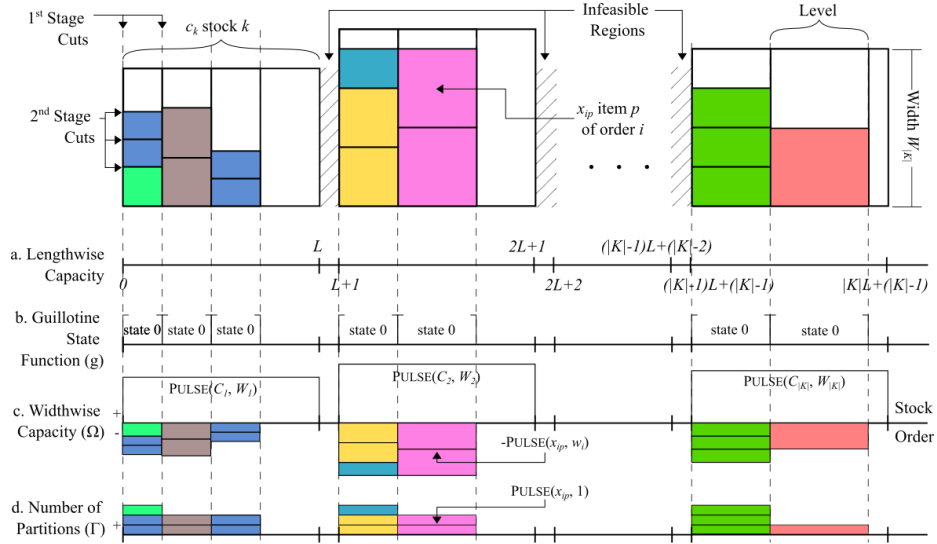 1st Stage
Cuts
ck stock k
Infeasible
Regions
Level
2nd Stage
Cuts
xip item p
of order i
. . .
Width W|K|
a. Lengthwise
Capacity
0
L
L+1
2L+1
2L+2
(|K|-1)L+(|K|-2)
(|K|-1)L+(|K|-1)
|K|L+(|K|-1)
b. Guillotine
State
Function (g)
state 0
state 0
state 0
state 0
state 0
state 0
state 0
c. Widthwise
Capacity (Ω)
+
-
PULSE(C1, W1)
PULSE(C2, W2)
PULSE(C|K|, W|K|)
Stock
Order
-PULSE(xip, wi)
d. Number of
Partitions (Γ)
+
PULSE(xip, 1)